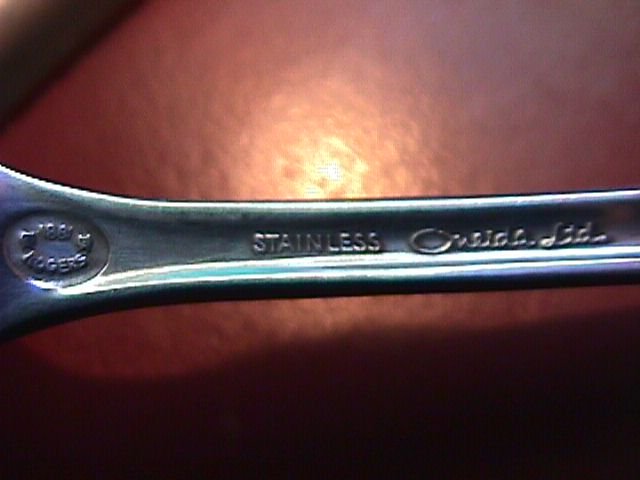 1881 ROGERS
STAINLESS Oneida Ltd.